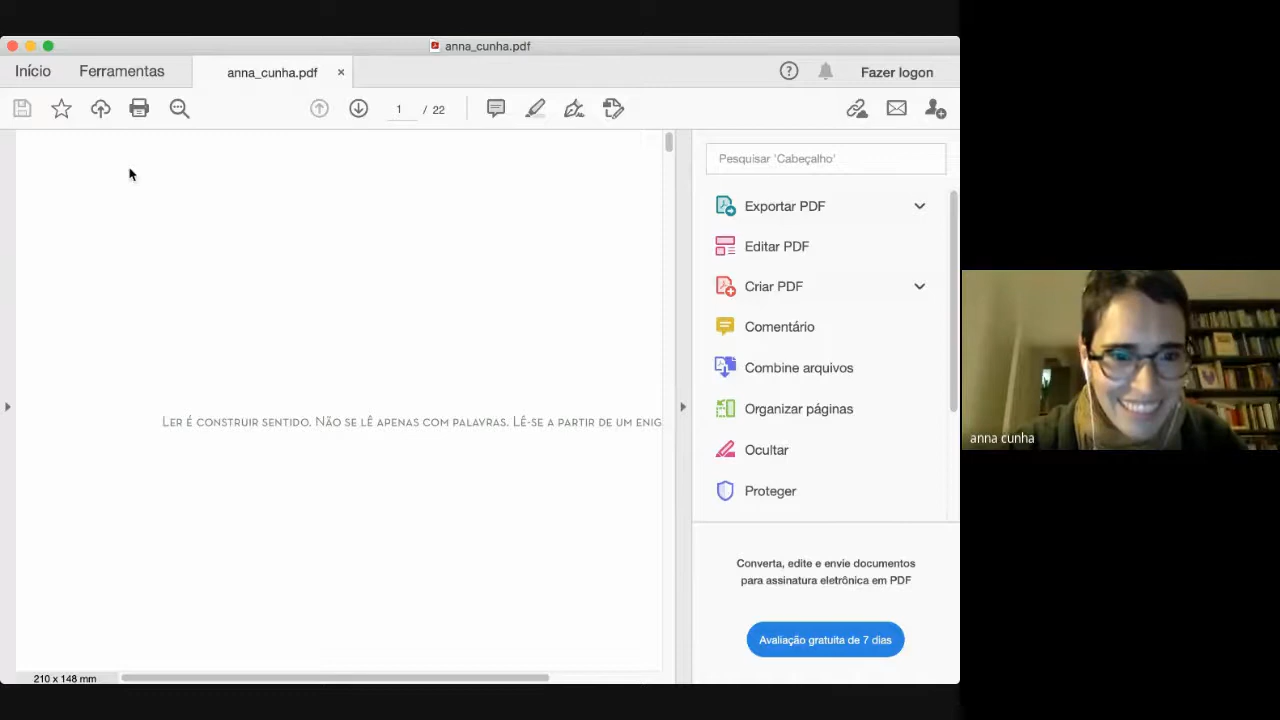 anna_cunha.pdf
Início
Ferramentas
anna_cunha.pdf
Fazer logon
1 / 22
Pesquisar 'Cabeçalho'
Exportar PDF
Editar PDF
Criar PDF
Comentário
Combine arquivos
Organizar páginas
Ocultar
Proteger
LER É CONSTRUIR SENTIDO. NÃO SE LÊ APENAS COM PALAVRAS. LÊ-SE A PARTIR DE UM ENIG
Converta, edite e envie documentos
para assinatura eletrônica em PDF
Avaliação gratuita de 7 dias
210 x 148 mm
anna cunha